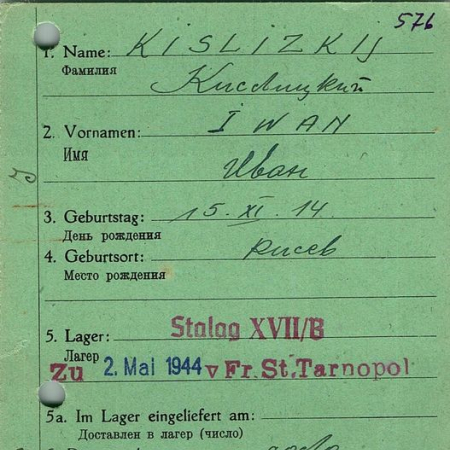 576
1. Name: KISLIZKIJ
Фамилия Кислицкий
2. Vornamen: IWAN
Имя Иван
3. Geburtstag: 15.XI.14
День рождения
4. Geburtsort: Кисев
Место рождения
5. Lager: Stalag XVII/B
Лагер
Zu 2. Mai 1944 v Fr. St. Tarnopol
5a. Im Lager eingeliefert am:
Доставлен в лагер (число)